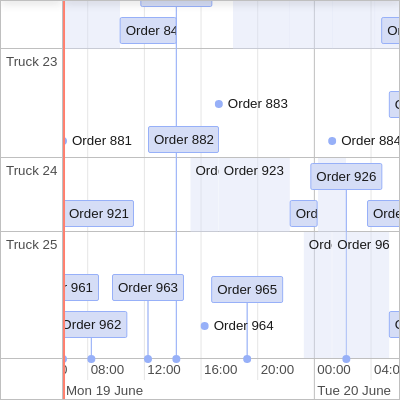 Order 84
Truck 23
Order 883
Order 881
Order 882
Order 884
Truck 24
Ord
Order 923
Order 926
Order 921
Ord
Orde
Truck 25
Ord
Order 96
961
Order 963
Order 965
Order 962
Order 964
08:00
12:00
16:00
20:00
00:00
04:0
Mon 19 June
Tue 20 June